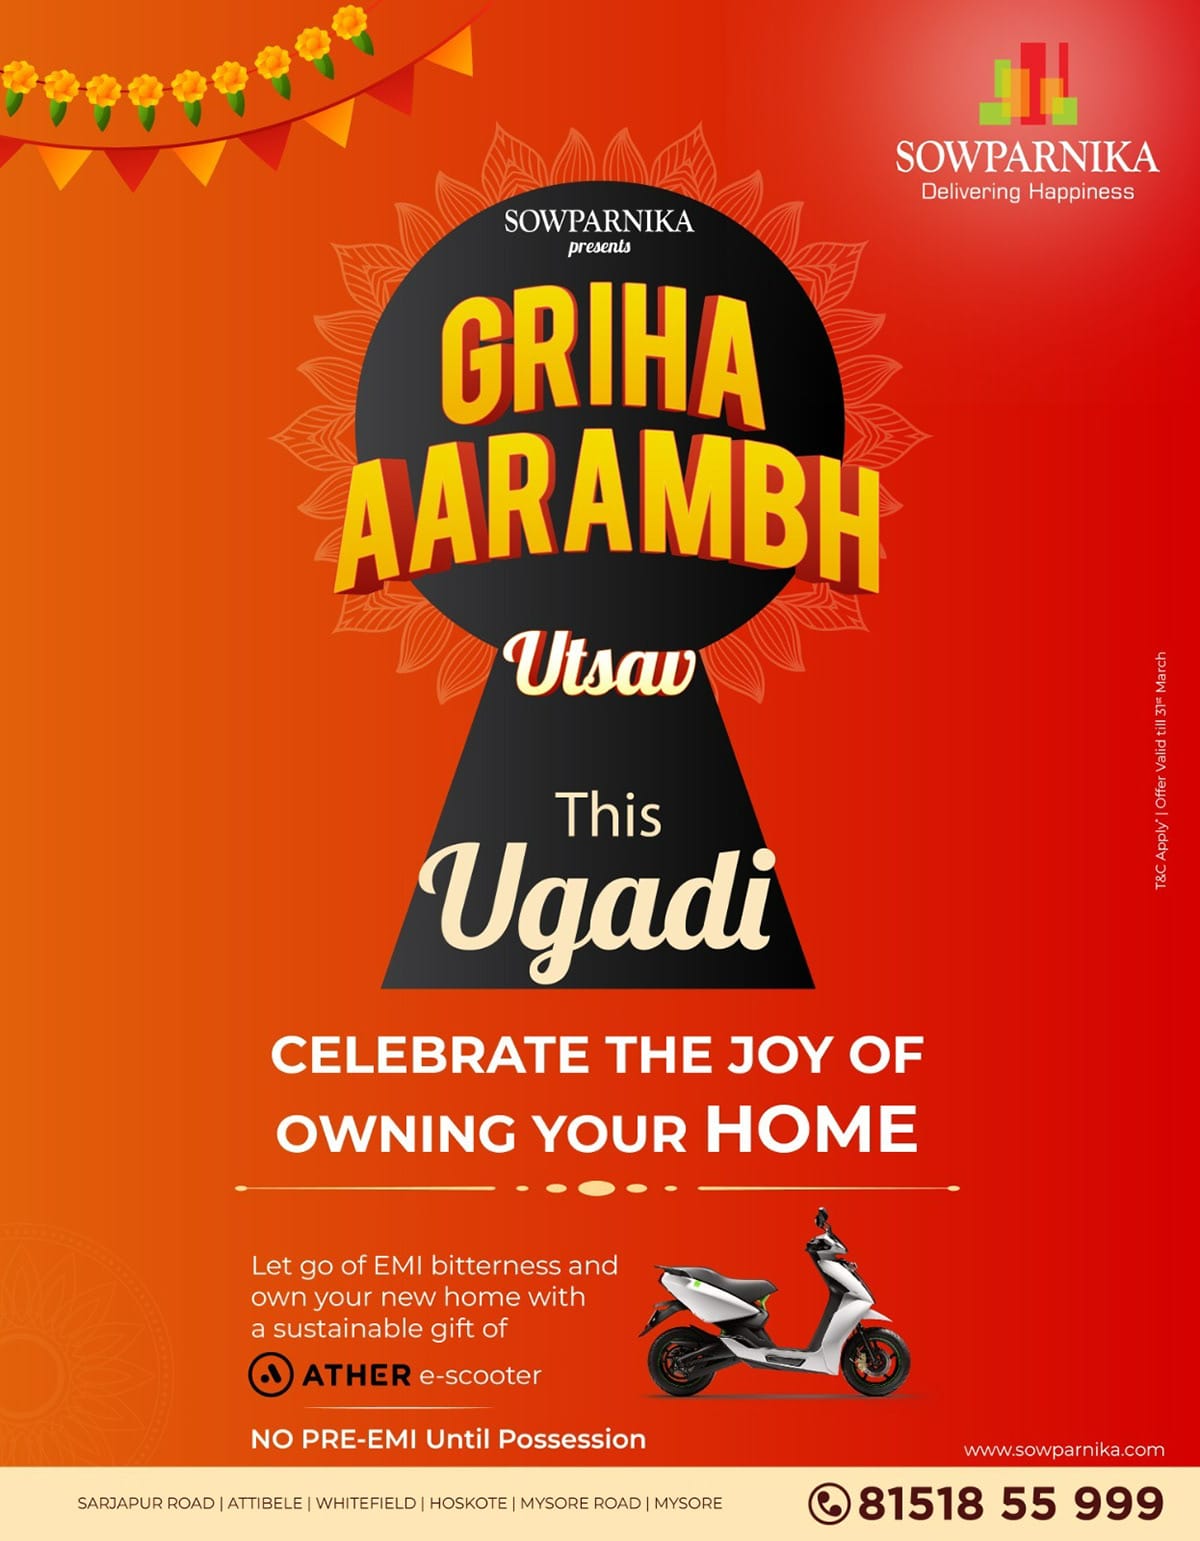 SOWPARNIKA
Delivering Happiness
SOWPARNIKA
presents
GRIHA
AARAMBH
Utsav
This
Ugadi
T&C Apply* | Offer Valid till 31st March
CELEBRATE THE JOY OF
OWNING YOUR HOME
Let go of EMI bitterness and
own your new home with
a sustainable gift of
ATHER e-scooter
NO PRE-EMI Until Possession
www.sowparnika.com
SARJAPUR ROAD | ATTIBELE | WHITEFIELD | HOSKOTE | MYSORE ROAD | MYSORE
81518 55 999